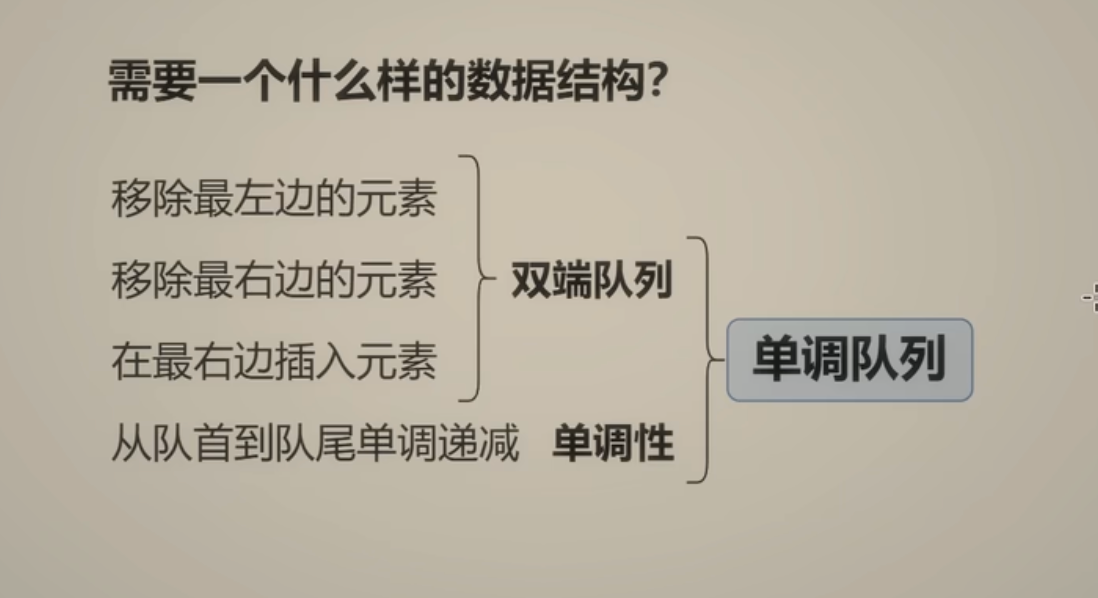 需要一个什么样的数据结构？
移除最左边的元素
移除最右边的元素
双端队列
在最右边插入元素
单调队列
从队首到队尾单调递减 单调性